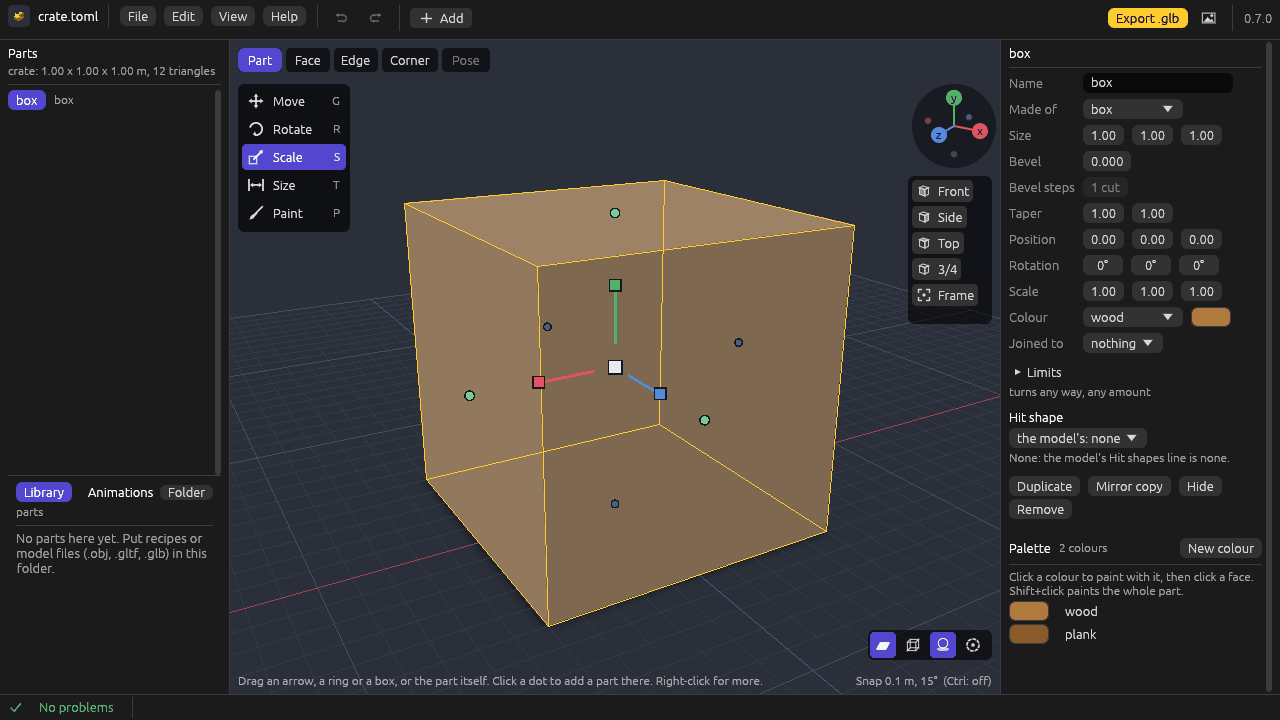 crate.toml File Edit View Help + Add Export .glb 0.7.0
Parts
crate: 1.00 x 1.00 x 1.00 m, 12 triangles
box box
Library Animations Folder
parts
No parts here yet. Put recipes or
model files (.obj, .gltf, .glb) in this
folder.
Part Face Edge Corner Pose
Move G
Rotate R
Scale S
Size T
Paint P
y
x
z
Front
Side
Top
3/4
Frame
Drag an arrow, a ring or a box, or the part itself. Click a dot to add a part there. Right-click for more.
Snap 0.1 m, 15° (Ctrl: off)
box
Name box
Made of box
Size 1.00 1.00 1.00
Bevel 0.000
Bevel steps 1 cut
Taper 1.00 1.00
Position 0.00 0.00 0.00
Rotation 0° 0° 0°
Scale 1.00 1.00 1.00
Colour wood
Joined to nothing
Limits
turns any way, any amount
Hit shape
the model's: none
None: the model's Hit shapes line is none.
Duplicate Mirror copy Hide
Remove
Palette 2 colours New colour
Click a colour to paint with it, then click a face.
Shift+click paints the whole part.
wood
plank
No problems